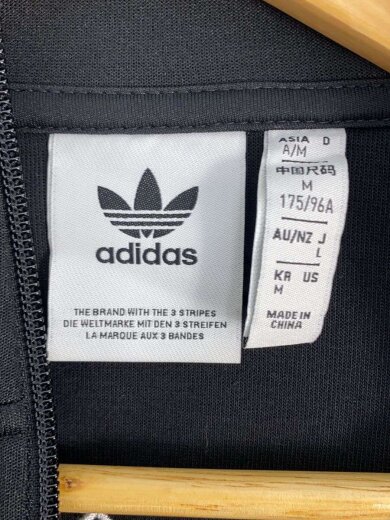 adidas
THE BRAND WITH THE 3 STRIPES
DIE WELTMARKE MIT DEN 3 STREIFEN
LA MARQUE AUX 3 BANDES
ASIA D
A/M
中国尺码
M
175/96A
AU/NZ J
L
KR US
M
MADE IN
CHINA